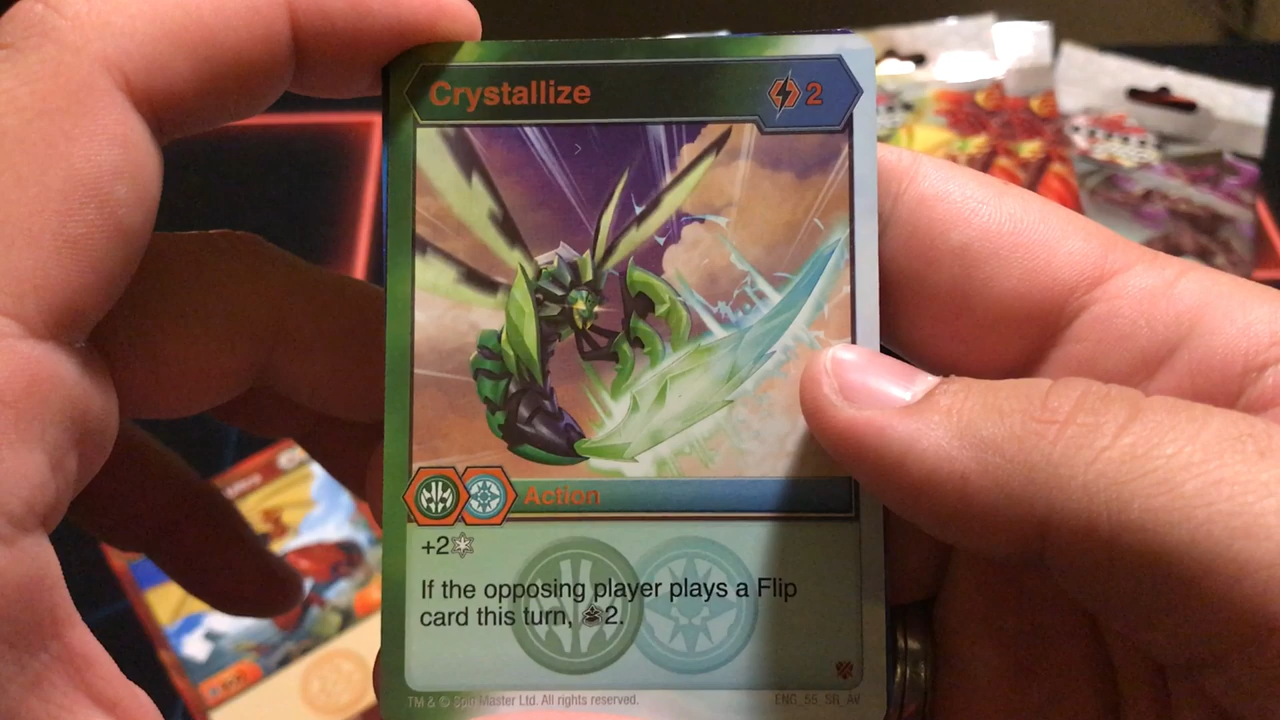 Crystallize 2
Action
+2
If the opposing player plays a Flip
card this turn, 2.
TM & © Spin Master Ltd. All rights reserved. ENG_55_SR_AV